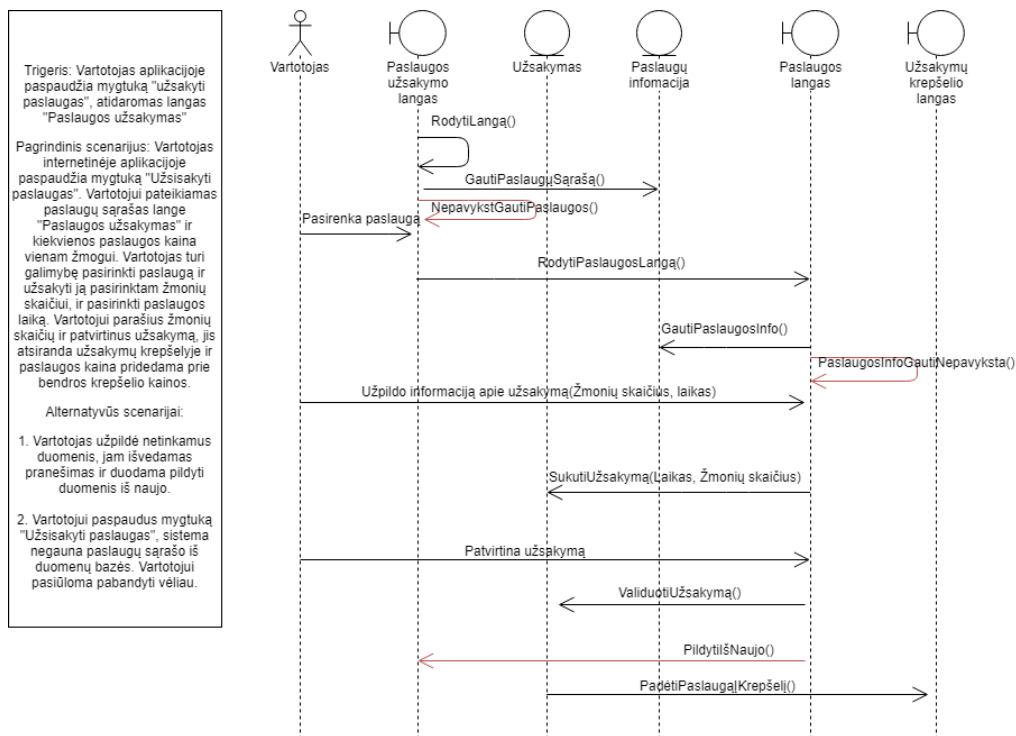 Trigeris: Vartotojas aplikacijoje
paspaudžia mygtuką "užsakyti
paslaugas", atidaromas langas
"Paslaugos užsakymas"
Pagrindinis scenarijus: Vartotojas
internetinėje aplikacijoje
paspaudžia mygtuką "Užsisakyti
paslaugas". Vartotojui pateikiamas
paslaugų sąrašas lange
"Paslaugos užsakymas" ir
kiekvienos paslaugos kaina
vienam žmogui. Vartotojas turi
galimybę pasirinkti paslaugą ir
užsakyti ją pasirinktam žmonių
skaičiui, ir pasirinkti paslaugos
laiką. Vartotojui parašius žmonių
skaičių ir patvirtinus užsakymą, jis
atsiranda užsakymų krepšelyje ir
paslaugos kaina pridedama prie
bendros krepšelio kainos.
Alternatyvūs scenarijai:
1. Vartotojas užpildė netinkamus
duomenis, jam išvedamas
pranešimas ir duodama pildyti
duomenis iš naujo.
2. Vartotojui paspaudus mygtuką
"Užsisakyti paslaugas", sistema
negauna paslaugų sąrašo iš
duomenų bazės. Vartotojui
pasiūloma pabandyti vėliau.
Vartotojas
Paslaugos
užsakymo
langas
Užsakymas
Paslaugų
infomacija
Paslaugos
langas
Užsakymų
krepšelio
langas
RodytiLangą()
GautiPaslaugųSąrašą()
NepavykstGautiPaslaugos()
Pasirenka paslaugą
RodytiPaslaugosLangą()
GautiPaslaugosInfo()
PaslaugosInfoGautiNepavyksta()
Užpildo informaciją apie užsakymą(Žmonių skaičius, laikas)
SukutiUžsakymą(Laikas, Žmonių skaičius)
Patvirtina užsakymą
ValiduotiUžsakymą()
PildytiIšNaujo()
PadėtiPaslaugąĮKrepšelį()